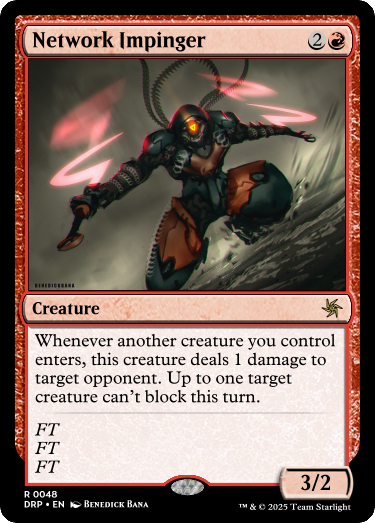 Network Impinger 2
BENEDICKBANA
Creature
Whenever another creature you control
enters, this creature deals 1 damage to
target opponent. Up to one target
creature can't block this turn.
FT
FT
FT
3/2
R 0048
DRP • EN Benedick Bana
™ & © 2025 Team Starlight